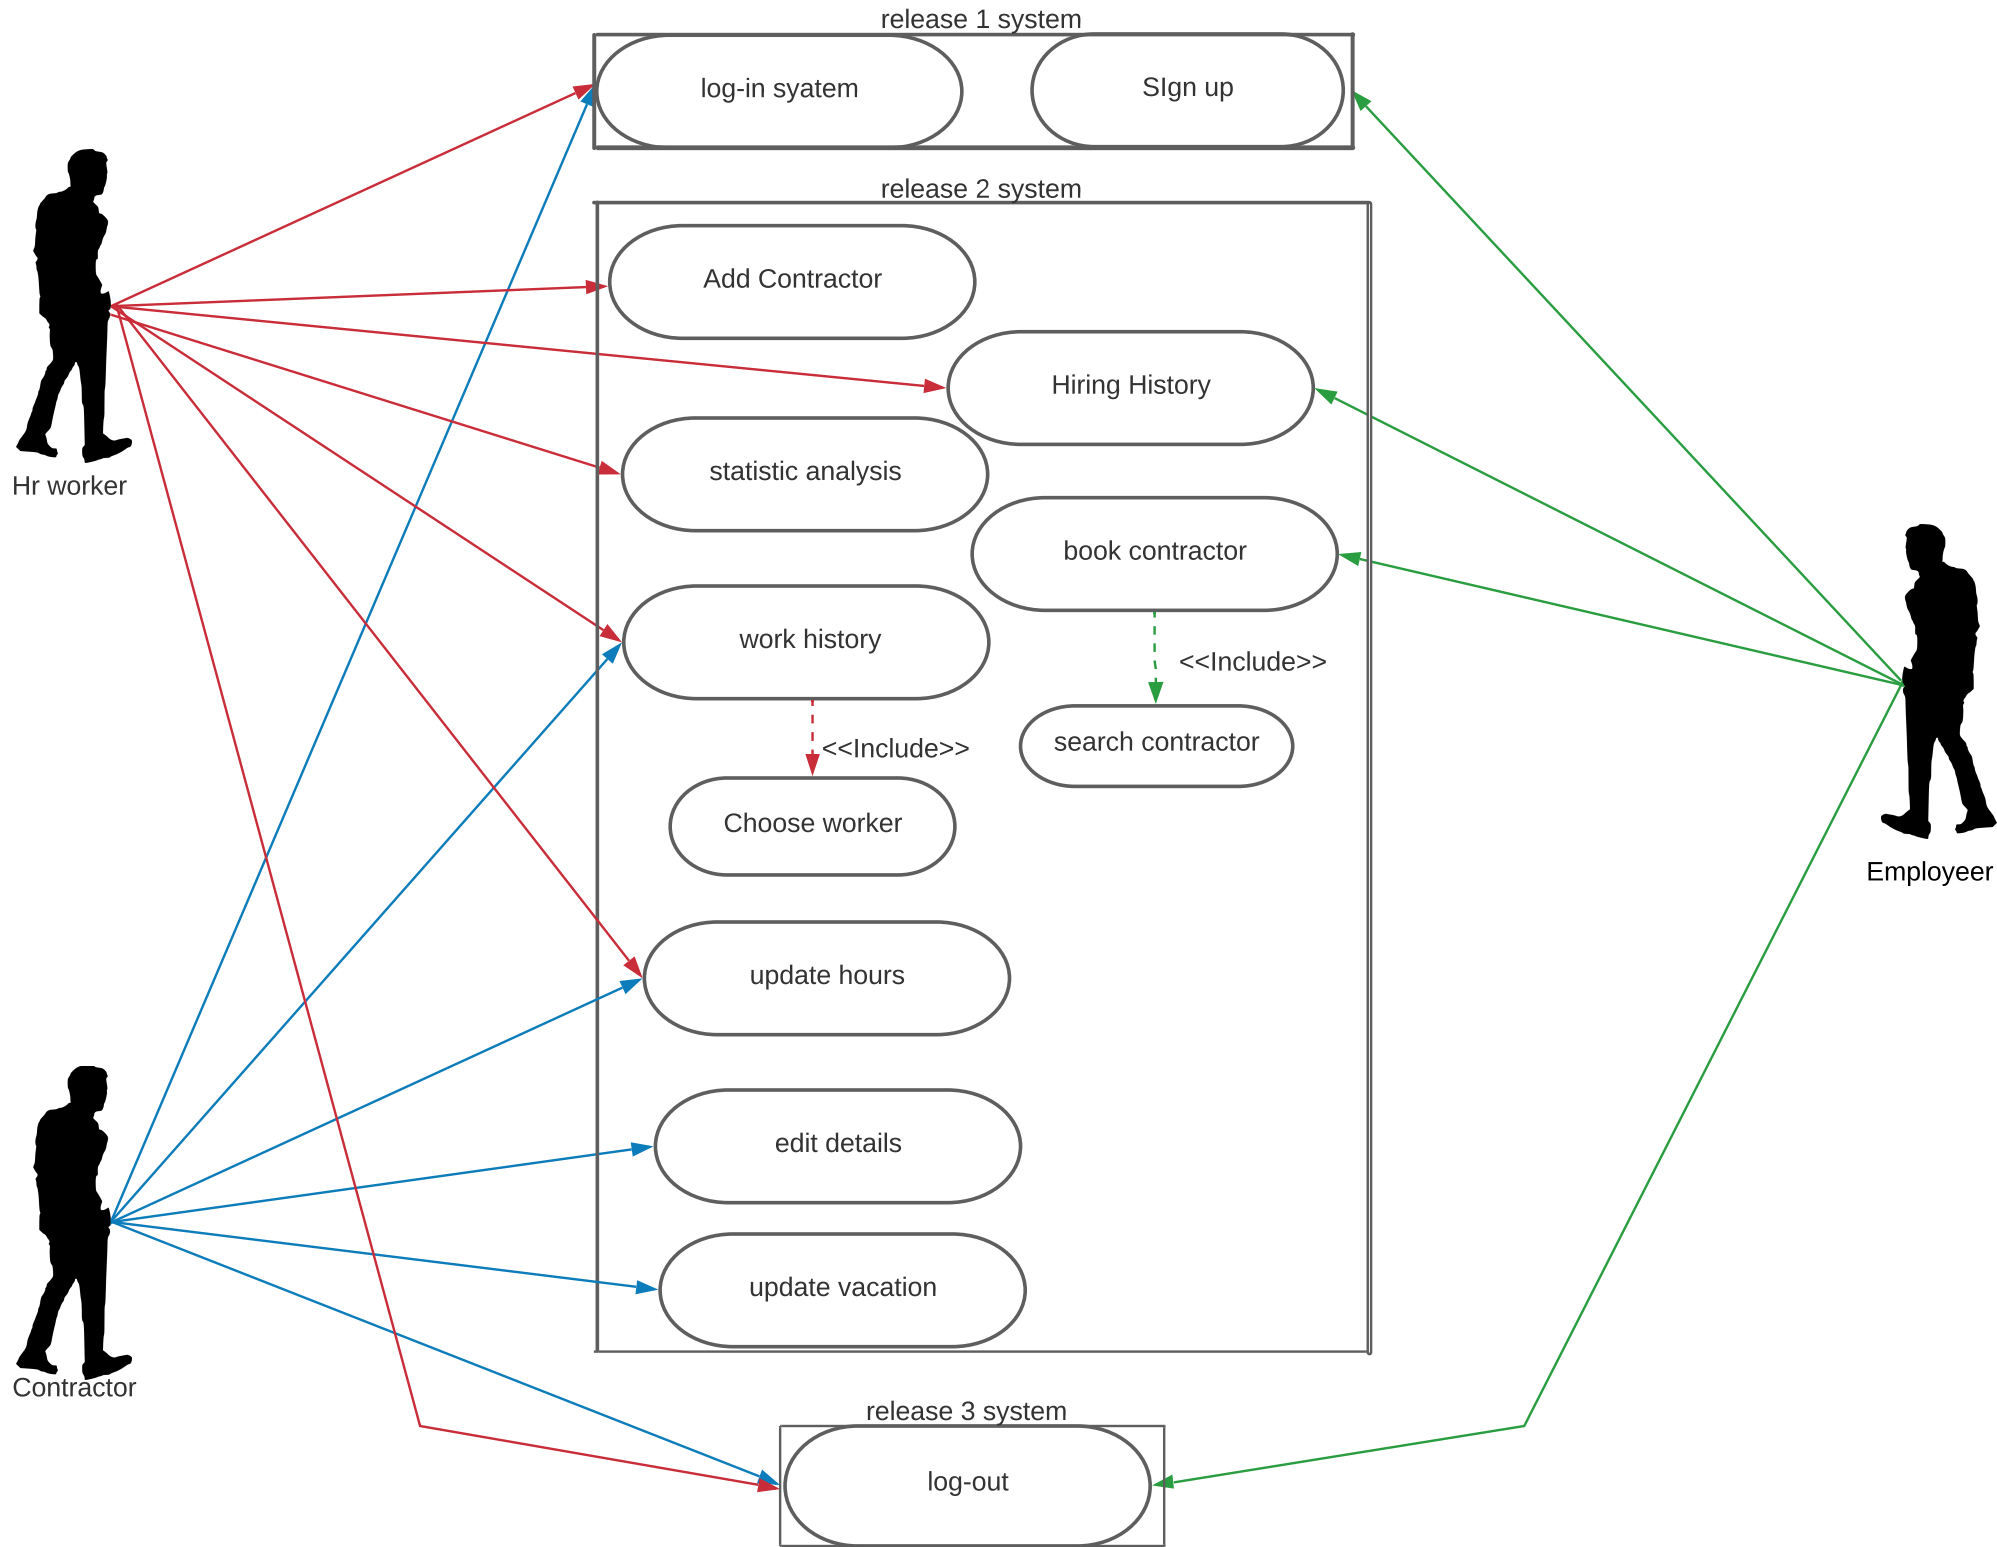 release 1 system
log-in syatem
SIgn up
release 2 system
Add Contractor
Hiring History
statistic analysis
Hr worker
book contractor
work history
<<Include>>
search contractor
<<Include>>
Choose worker
Employeer
update hours
edit details
update vacation
Contractor
release 3 system
log-out